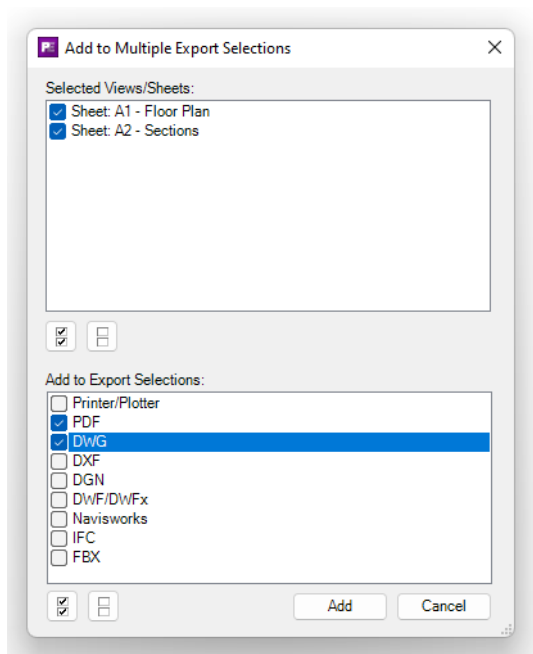 Add to Multiple Export Selections
Selected Views/Sheets:
Sheet: A1 - Floor Plan
Sheet: A2 - Sections
Add to Export Selections:
Printer/Plotter
PDF
DWG
DXF
DGN
DWF/DWFx
Navisworks
IFC
FBX
Add Cancel